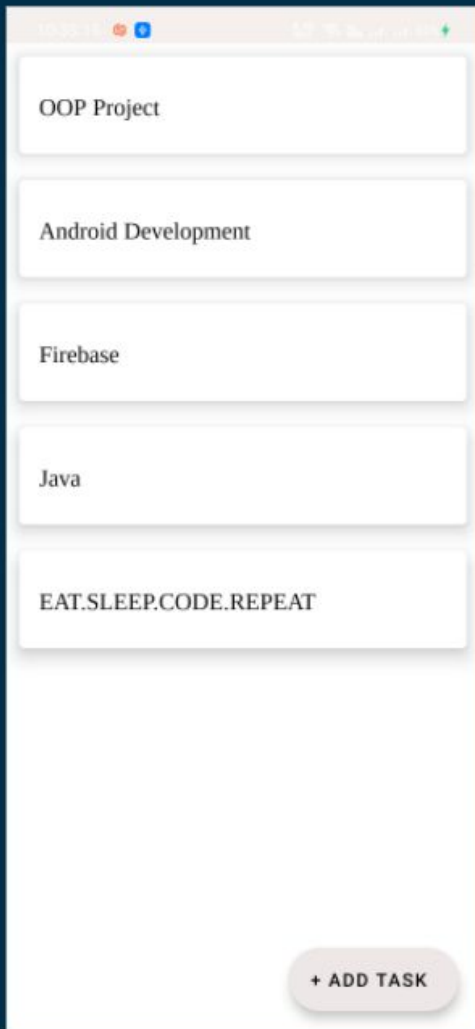 OOP Project
Android Development
Firebase
Java
EAT.SLEEP.CODE.REPEAT
+ ADD TASK